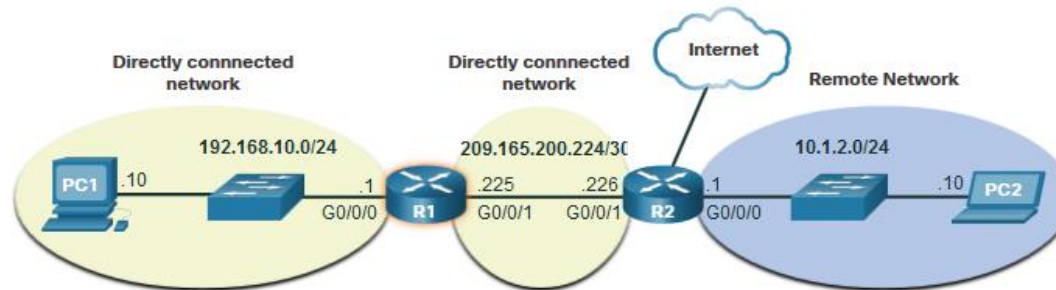 Directly connnected
network
Directly connnected
network
Internet
Remote Network
192.168.10.0/24
209.165.200.224/30
10.1.2.0/24
PC1
.10
.1
G0/0/0
R1
.225
G0/0/1
.226
G0/0/1
R2
.1
G0/0/0
.10
PC2